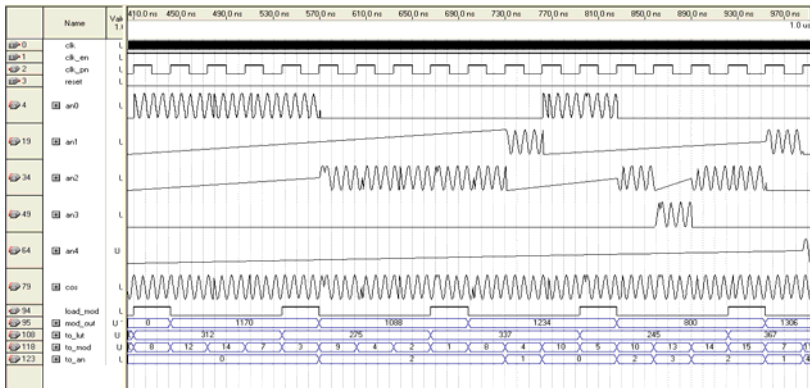 Name
410.0 ns 450.0 ns 490.0 ns 530.0 ns 570.0 ns 610.0 ns 650.0 ns 690.0 ns 730.0 ns 770.0 ns 810.0 ns 850.0 ns 890.0 ns 930.0 ns 970.0 ns
1.0 us
0 clk
1 clk_en
2 clk_pn
3 reset
4 an0
19 an1
34 an2
49 an3
64 an4 U
79 cos
94 load_mod
95 mod_out U 0 1170 1088 1234 800 1306
108 to_lut U 312 275 337 245 367
118 to_mod U 8 12 14 7 3 9 4 2 1 8 4 10 5 10 13 14 15 7
123 to_an 0 2 1 0 2 3 2 1